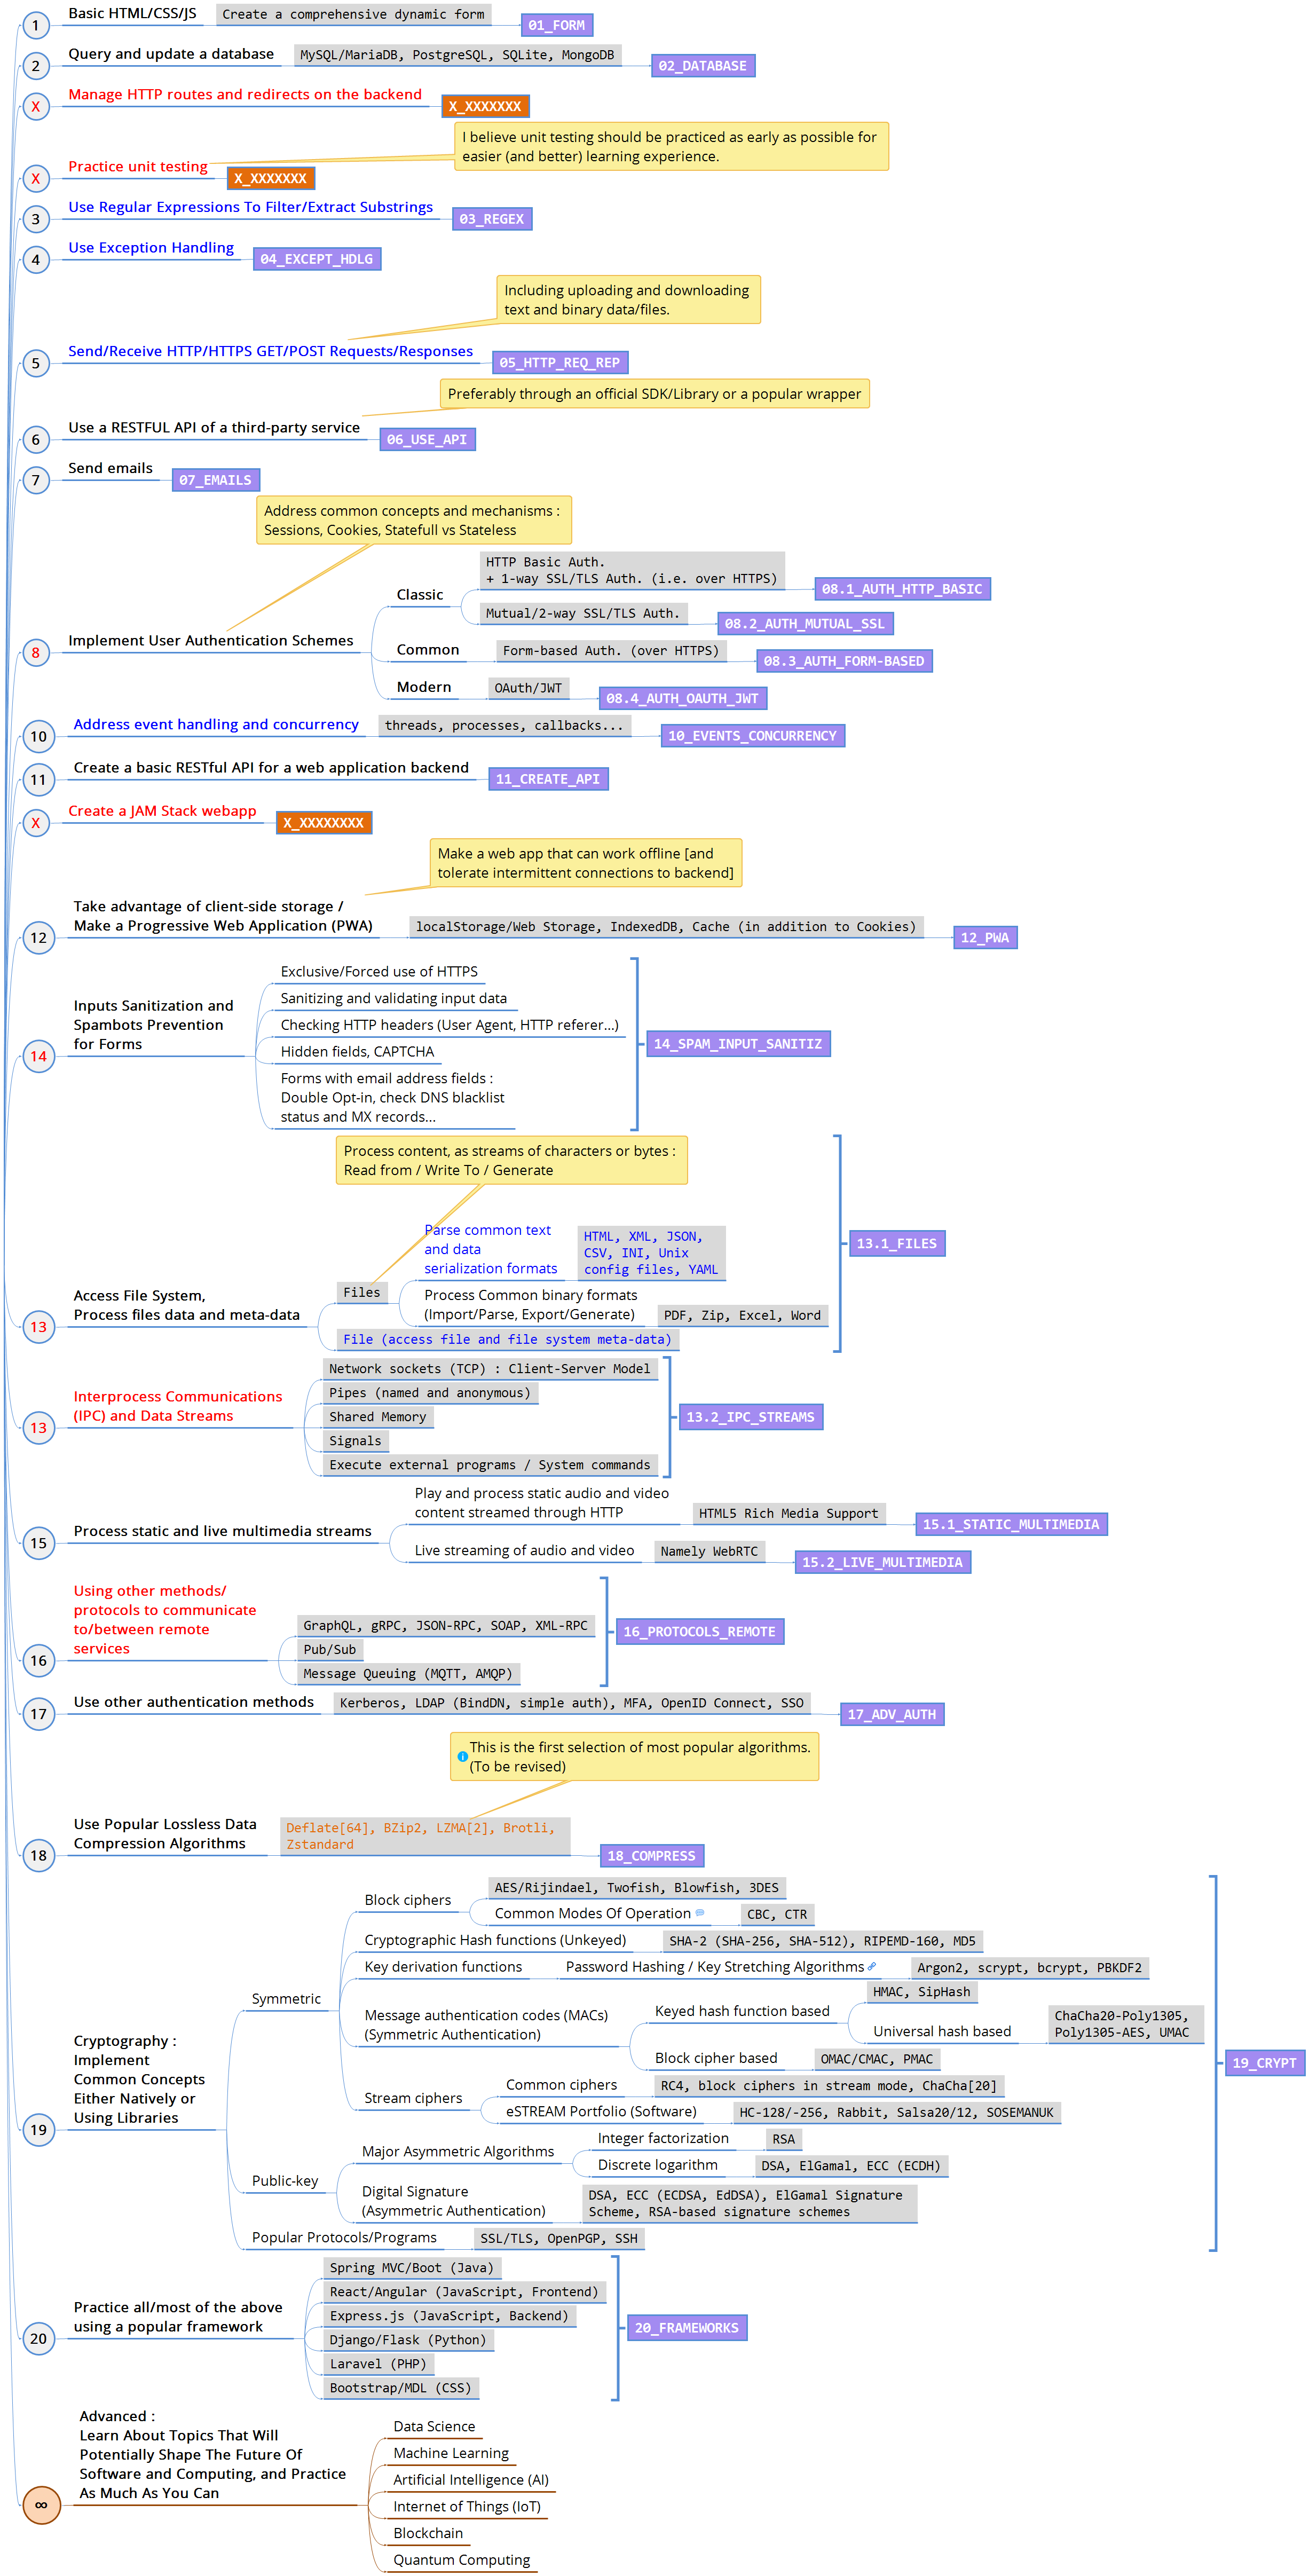 1
Basic HTML/CSS/JS
Create a comprehensive dynamic form
01_FORM
2
Query and update a database
MySQL/MariaDB, PostgreSQL, SQLite, MongoDB
02_DATABASE
X
Manage HTTP routes and redirects on the backend
X_XXXXXXX
I believe unit testing should be practiced as early as possible for
easier (and better) learning experience.
X
Practice unit testing
X_XXXXXXX
3
Use Regular Expressions To Filter/Extract Substrings
03_REGEX
4
Use Exception Handling
04_EXCEPT_HDLG
Including uploading and downloading
text and binary data/files.
5
Send/Receive HTTP/HTTPS GET/POST Requests/Responses
05_HTTP_REQ_REP
Preferably through an official SDK/Library or a popular wrapper
6
Use a RESTFUL API of a third-party service
06_USE_API
7
Send emails
07_EMAILS
Address common concepts and mechanisms :
Sessions, Cookies, Statefull vs Stateless
8
Implement User Authentication Schemes
Classic
HTTP Basic Auth.
+ 1-way SSL/TLS Auth. (i.e. over HTTPS)
08.1_AUTH_HTTP_BASIC
Mutual/2-way SSL/TLS Auth.
08.2_AUTH_MUTUAL_SSL
Common
Form-based Auth. (over HTTPS)
08.3_AUTH_FORM-BASED
Modern
OAuth/JWT
08.4_AUTH_OAUTH_JWT
10
Address event handling and concurrency
threads, processes, callbacks...
10_EVENTS_CONCURRENCY
11
Create a basic RESTful API for a web application backend
11_CREATE_API
X
Create a JAM Stack webapp
X_XXXXXXXX
Make a web app that can work offline [and
tolerate intermittent connections to backend]
12
Take advantage of client-side storage /
Make a Progressive Web Application (PWA)
localStorage/Web Storage, IndexedDB, Cache (in addition to Cookies)
12_PWA
14
Inputs Sanitization and
Spambots Prevention
for Forms
Exclusive/Forced use of HTTPS
Sanitizing and validating input data
Checking HTTP headers (User Agent, HTTP referer...)
Hidden fields, CAPTCHA
Forms with email address fields :
Double Opt-in, check DNS blacklist
status and MX records...
14_SPAM_INPUT_SANITIZ
Process content, as streams of characters or bytes :
Read from / Write To / Generate
13
Access File System,
Process files data and meta-data
Files
Parse common text
and data
serialization formats
HTML, XML, JSON,
CSV, INI, Unix
config files, YAML
Process Common binary formats
(Import/Parse, Export/Generate)
PDF, Zip, Excel, Word
File (access file and file system meta-data)
13.1_FILES
13
Interprocess Communications
(IPC) and Data Streams
Network sockets (TCP) : Client-Server Model
Pipes (named and anonymous)
Shared Memory
Signals
Execute external programs / System commands
13.2_IPC_STREAMS
15
Process static and live multimedia streams
Play and process static audio and video
content streamed through HTTP
HTML5 Rich Media Support
15.1_STATIC_MULTIMEDIA
Live streaming of audio and video
Namely WebRTC
15.2_LIVE_MULTIMEDIA
16
Using other methods/
protocols to communicate
to/between remote
services
GraphQL, gRPC, JSON-RPC, SOAP, XML-RPC
Pub/Sub
Message Queuing (MQTT, AMQP)
16_PROTOCOLS_REMOTE
17
Use other authentication methods
Kerberos, LDAP (BindDN, simple auth), MFA, OpenID Connect, SSO
17_ADV_AUTH
This is the first selection of most popular algorithms.
(To be revised)
18
Use Popular Lossless Data
Compression Algorithms
Deflate[64], BZip2, LZMA[2], Brotli,
Zstandard
18_COMPRESS
19
Cryptography :
Implement
Common Concepts
Either Natively or
Using Libraries
Symmetric
Block ciphers
AES/Rijindael, Twofish, Blowfish, 3DES
Common Modes Of Operation
CBC, CTR
Cryptographic Hash functions (Unkeyed)
SHA-2 (SHA-256, SHA-512), RIPEMD-160, MD5
Key derivation functions
Password Hashing / Key Stretching Algorithms
Argon2, scrypt, bcrypt, PBKDF2
Message authentication codes (MACs)
(Symmetric Authentication)
Keyed hash function based
HMAC, SipHash
Universal hash based
ChaCha20-Poly1305,
Poly1305-AES, UMAC
Block cipher based
OMAC/CMAC, PMAC
Stream ciphers
Common ciphers
RC4, block ciphers in stream mode, ChaCha[20]
eSTREAM Portfolio (Software)
HC-128/-256, Rabbit, Salsa20/12, SOSEMANUK
Public-key
Major Asymmetric Algorithms
Integer factorization
RSA
Discrete logarithm
DSA, ElGamal, ECC (ECDH)
Digital Signature
(Asymmetric Authentication)
DSA, ECC (ECDSA, EdDSA), ElGamal Signature
Scheme, RSA-based signature schemes
Popular Protocols/Programs
SSL/TLS, OpenPGP, SSH
19_CRYPT
20
Practice all/most of the above
using a popular framework
Spring MVC/Boot (Java)
React/Angular (JavaScript, Frontend)
Express.js (JavaScript, Backend)
Django/Flask (Python)
Laravel (PHP)
Bootstrap/MDL (CSS)
20_FRAMEWORKS
∞
Advanced :
Learn About Topics That Will
Potentially Shape The Future Of
Software and Computing, and Practice
As Much As You Can
Data Science
Machine Learning
Artificial Intelligence (AI)
Internet of Things (IoT)
Blockchain
Quantum Computing